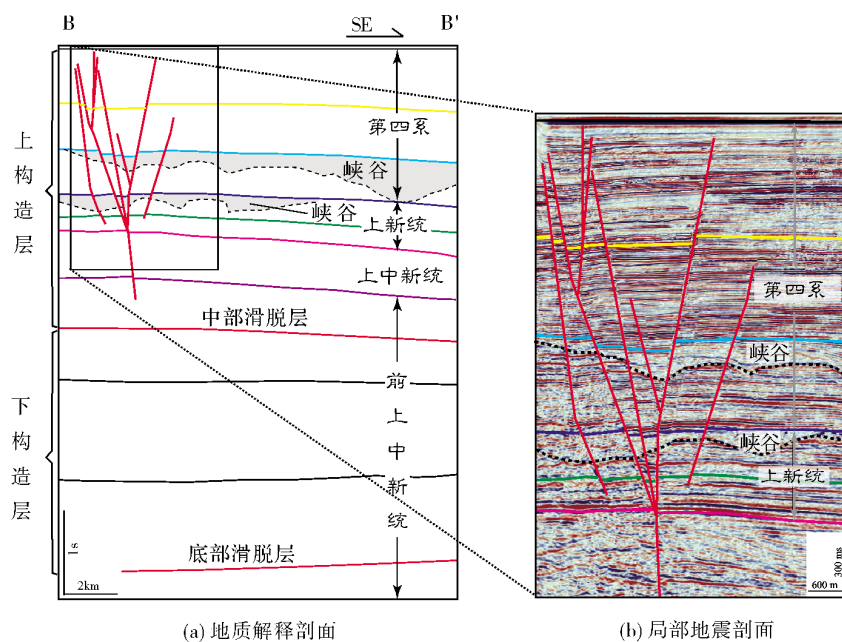 B
SE
B'
上构造层
第四系
峡谷
峡谷
上新统
上中新统
中部滑脱层
下构造层
前上中新统
底部滑脱层
1s
2km
(a) 地质解释剖面
第四系
峡谷
峡谷
上新统
300 ms
600 m
(b) 局部地震剖面